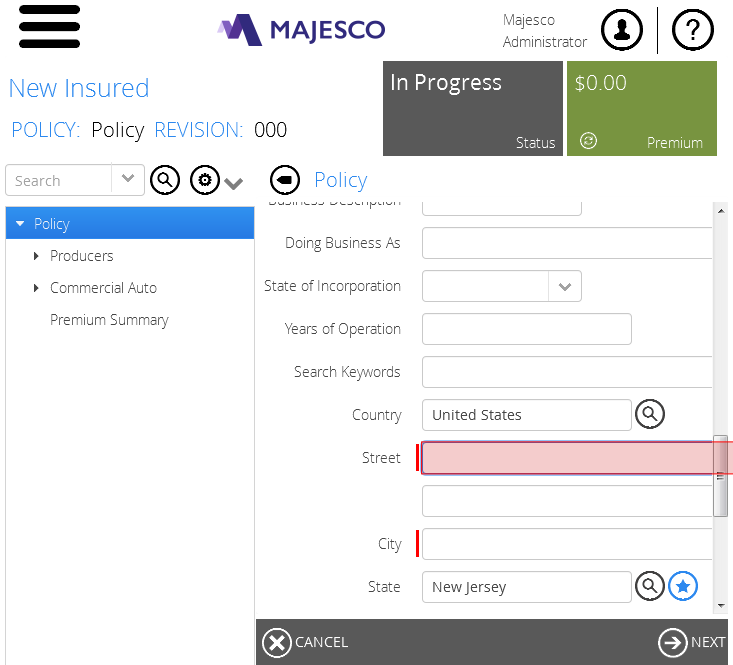 MAJESCO
Majesco
Administrator
?
New Insured
In Progress
$0.00
POLICY: Policy REVISION: 000
Status
Premium
Search
Policy
Policy
Producers
Commercial Auto
Premium Summary
Business Description
Doing Business As
State of Incorporation
Years of Operation
Search Keywords
Country United States
Street
City
State New Jersey
CANCEL
NEXT